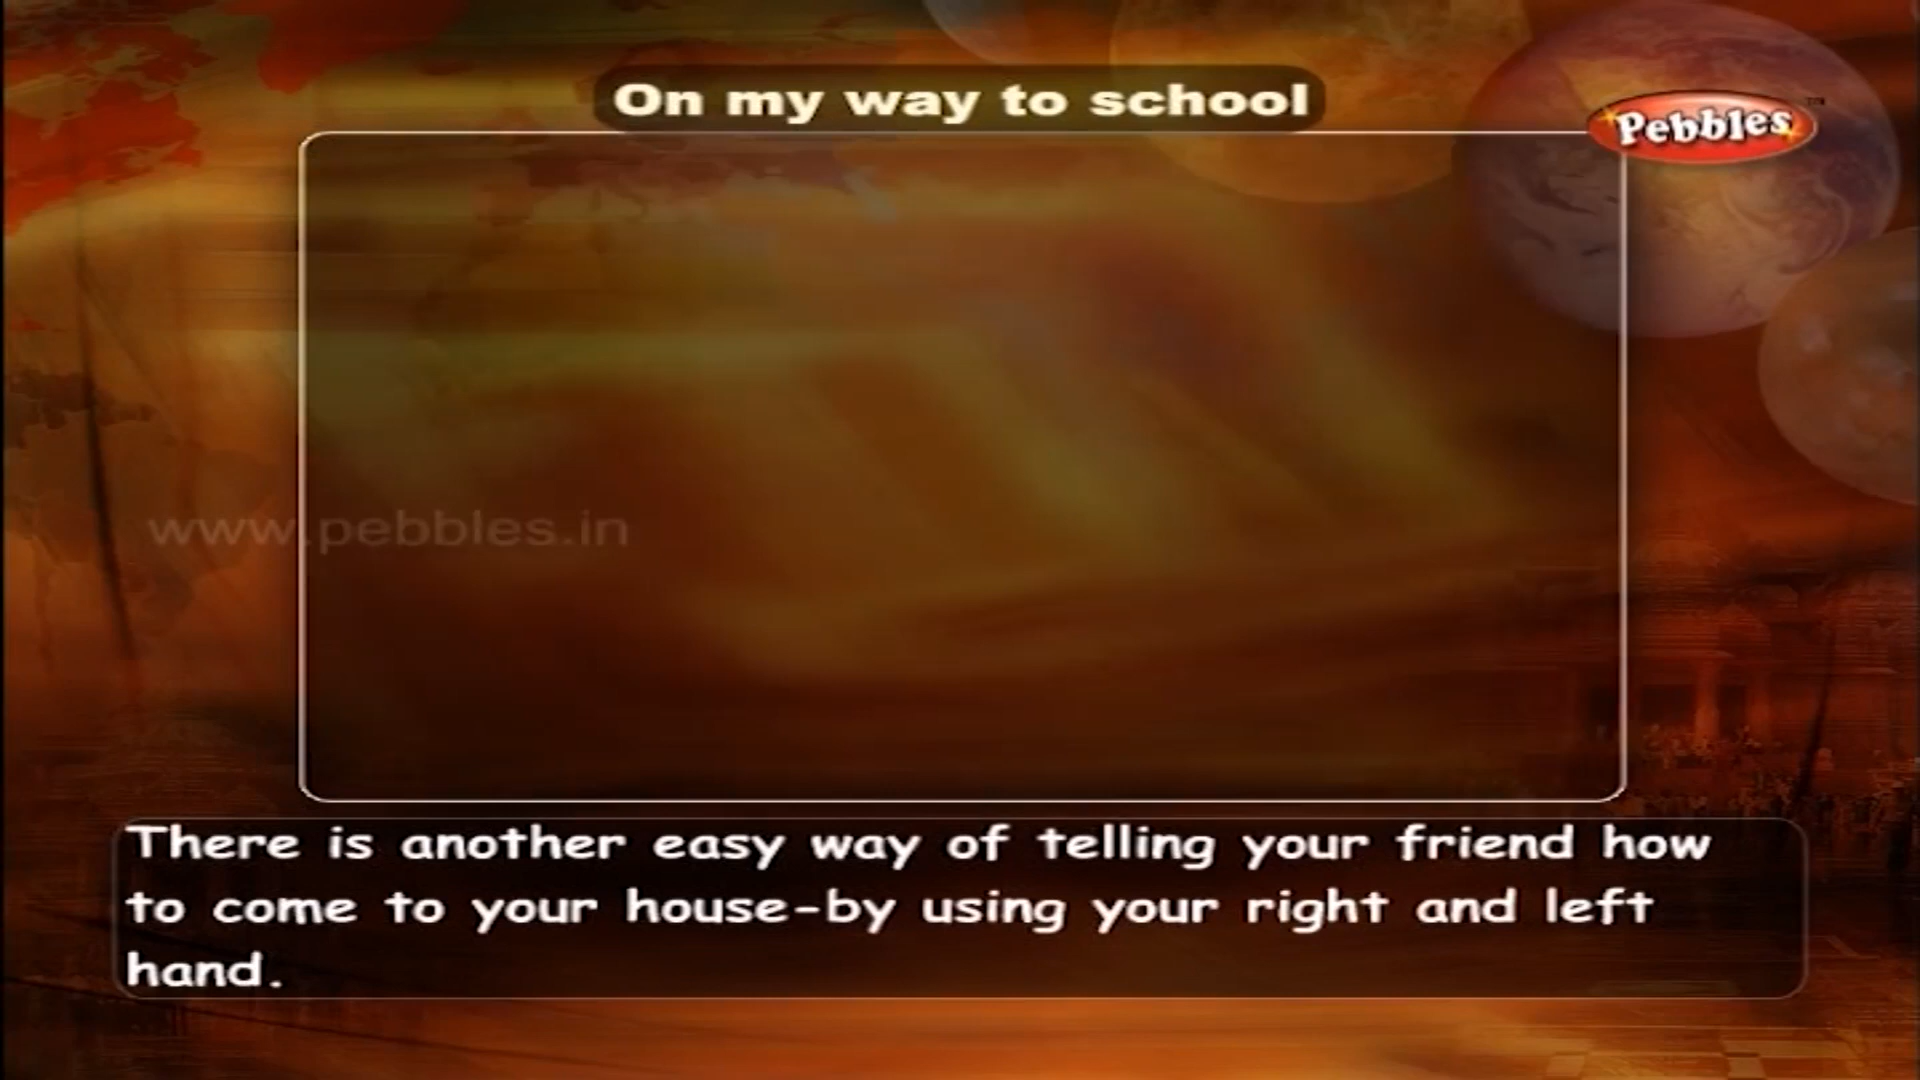 On my way to school
Pebbles™
www.pebbles.in
There is another easy way of telling your friend how
to come to your house-by using your right and left
hand.